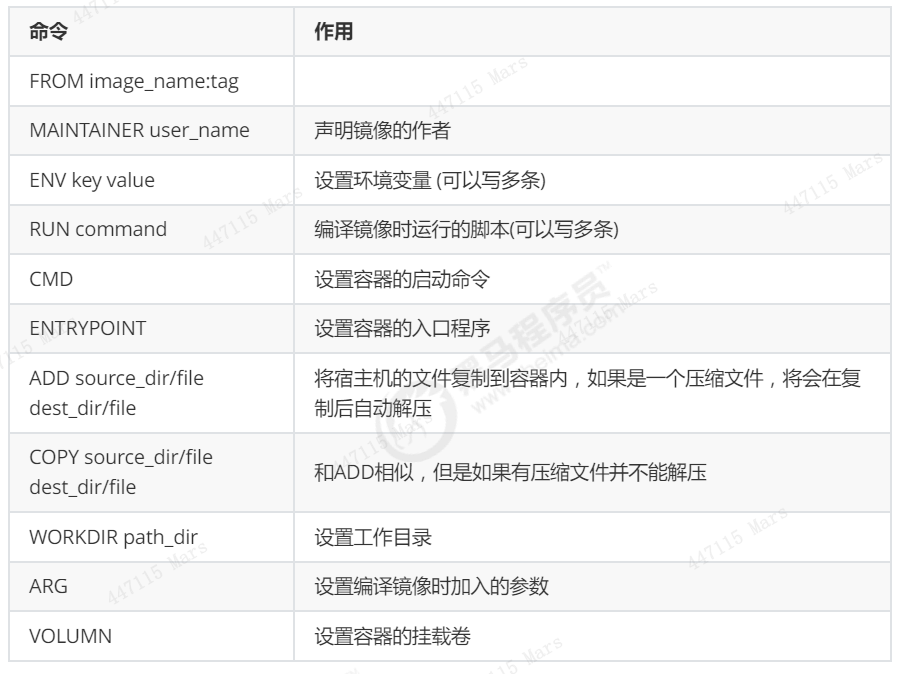 命令 作用
FROM image_name:tag
MAINTAINER user_name 声明镜像的作者
ENV key value 设置环境变量 (可以写多条)
RUN command 编译镜像时运行的脚本(可以写多条)
CMD 设置容器的启动命令
ENTRYPOINT 设置容器的入口程序
ADD source_dir/file 将宿主机的文件复制到容器内，如果是一个压缩文件，将会在复
dest_dir/file 制后自动解压
COPY source_dir/file
dest_dir/file 和ADD相似，但是如果有压缩文件并不能解压
WORKDIR path_dir 设置工作目录
ARG 设置编译镜像时加入的参数
VOLUMN 设置容器的挂载卷
447115 Mars
黑马程序员